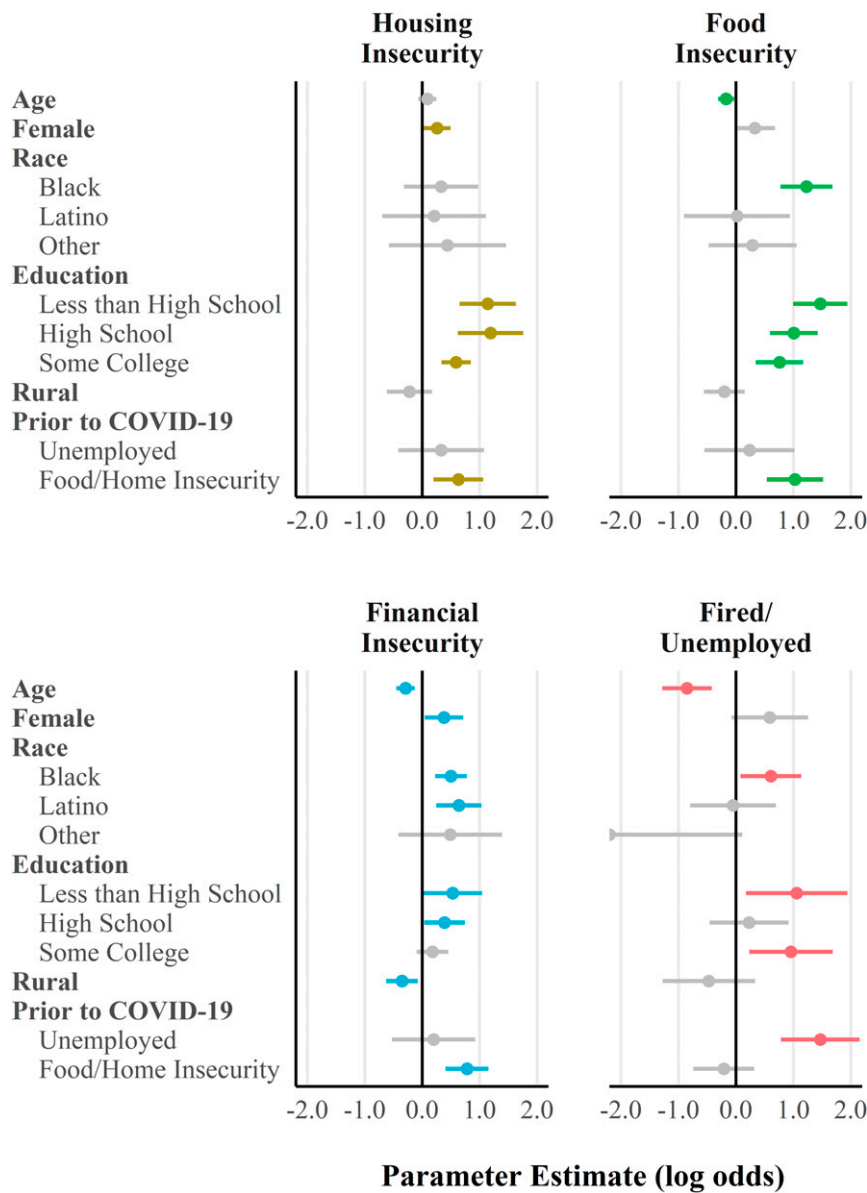 Housing
Insecurity
Food
Insecurity
Age
Female
Race
Black
Latino
Other
Education
Less than High School
High School
Some College
Rural
Prior to COVID-19
Unemployed
Food/Home Insecurity
-2.0 -1.0 0.0 1.0 2.0
-2.0 -1.0 0.0 1.0 2.0
Financial
Insecurity
Fired/
Unemployed
Age
Female
Race
Black
Latino
Other
Education
Less than High School
High School
Some College
Rural
Prior to COVID-19
Unemployed
Food/Home Insecurity
-2.0 -1.0 0.0 1.0 2.0
-2.0 -1.0 0.0 1.0 2.0
Parameter Estimate (log odds)